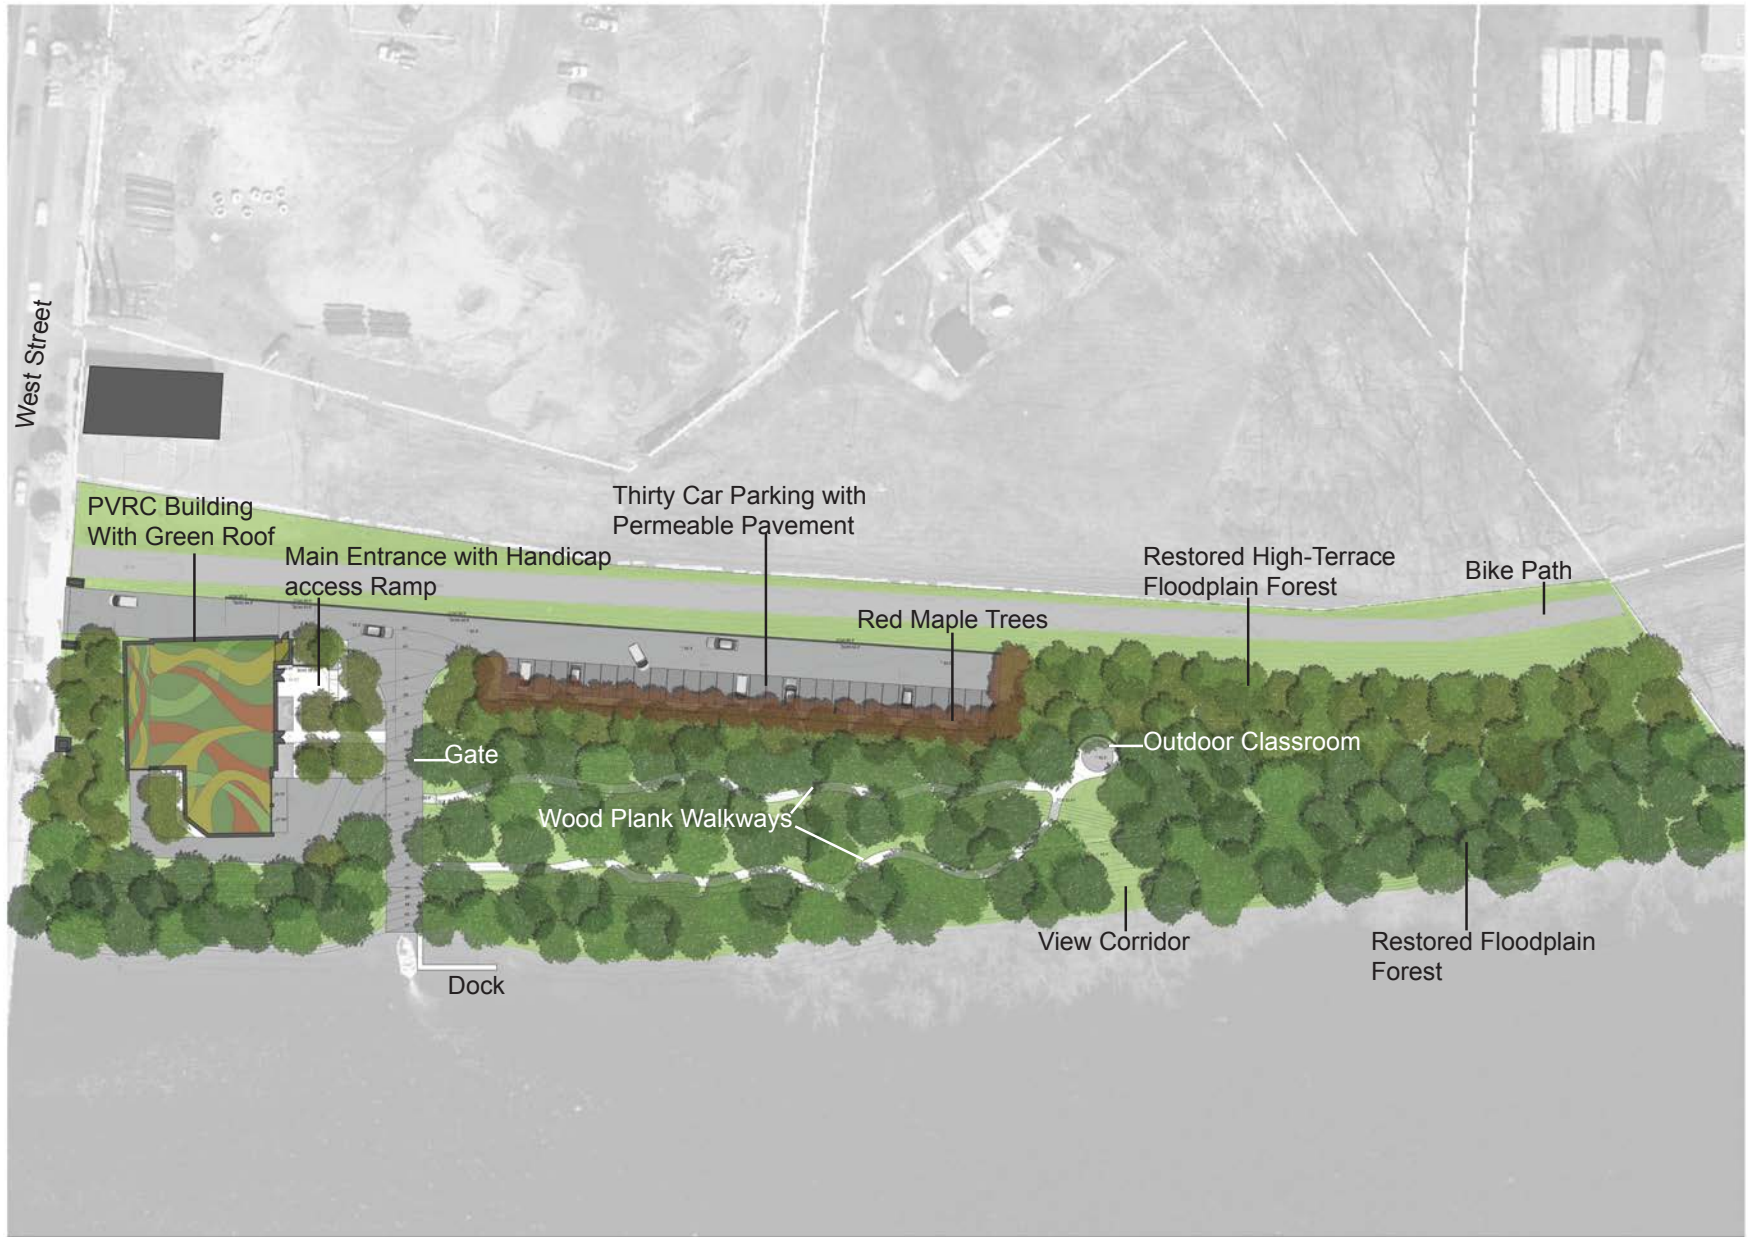 West Street
PVRC Building
With Green Roof
Main Entrance with Handicap
access Ramp
Thirty Car Parking with
Permeable Pavement
Red Maple Trees
Restored High-Terrace
Floodplain Forest
Bike Path
Gate
Outdoor Classroom
Wood Plank Walkways
View Corridor
Restored Floodplain
Forest
Dock